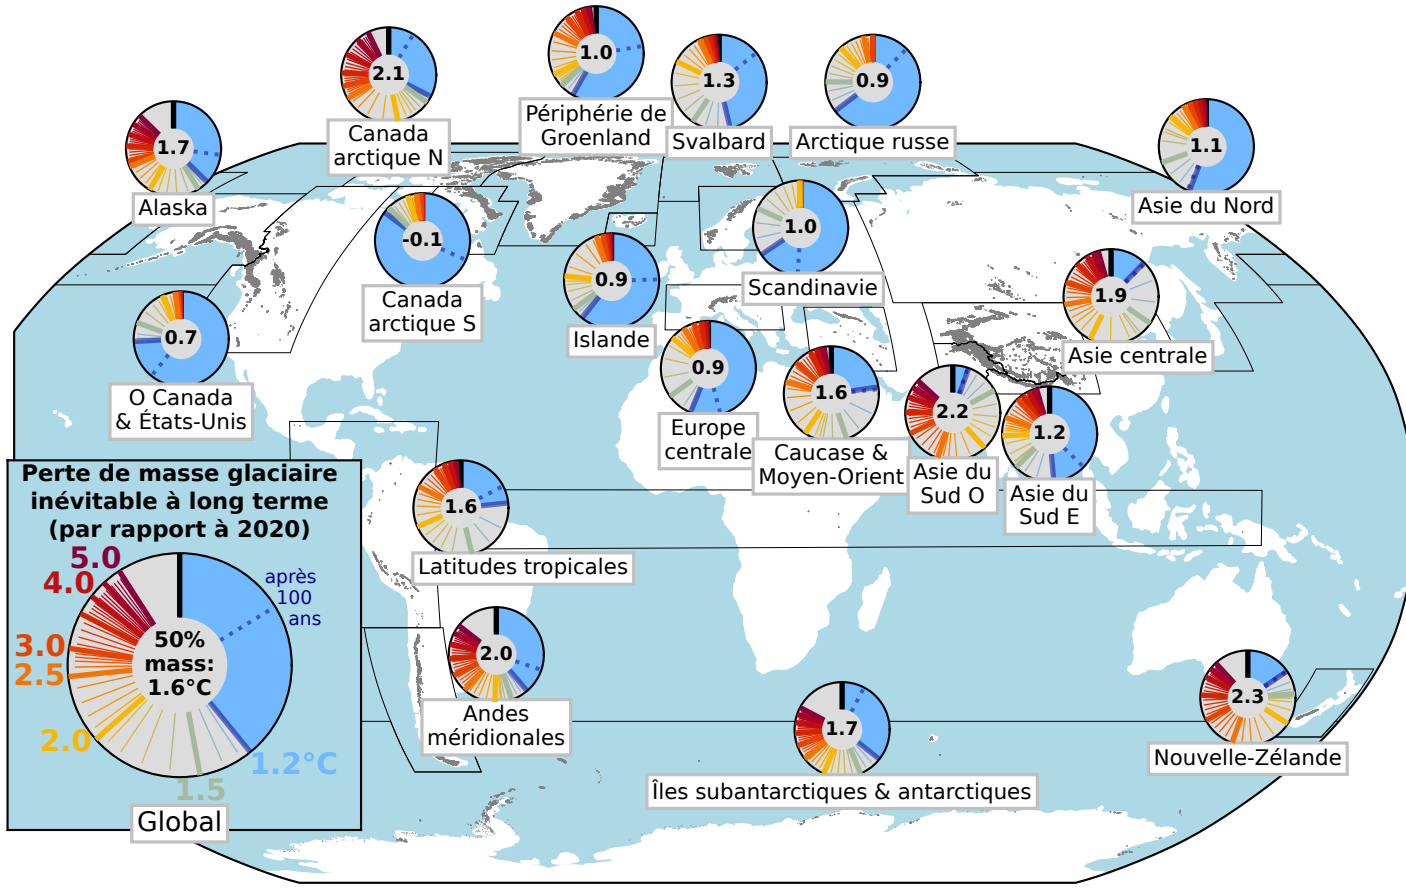 1.0
2.1
1.3
0.9
Périphérie de
Groenland
Canada
arctique N
Svalbard
Arctique russe
1.7
1.1
Alaska
Asie du Nord
-0.1
1.0
Canada
arctique S
0.9
Scandinavie
1.9
Islande
0.7
Asie centrale
O Canada
& États-Unis
0.9
Europe
centrale
1.6
Caucase &
Moyen-Orient
2.2
Asie du
Sud O
1.2
Asie du
Sud E
Perte de masse glaciaire
inévitable à long terme
(par rapport à 2020)
5.0
4.0
3.0
2.5
2.0
1.5
1.2°C
après
100
ans
50%
mass:
1.6°C
Global
1.6
Latitudes tropicales
2.0
Andes
méridionales
1.7
Îles subantarctiques & antarctiques
2.3
Nouvelle-Zélande